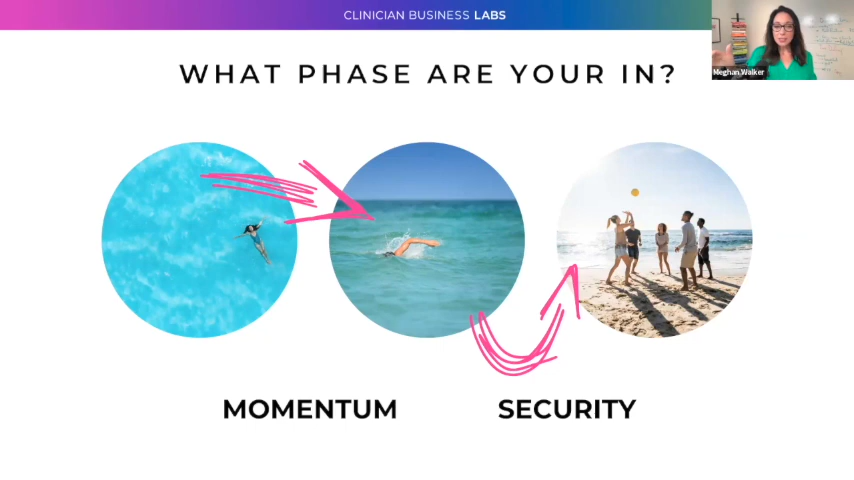 CLINICIAN BUSINESS LABS
Meghan Walker
WHAT PHASE ARE YOUR IN?
MOMENTUM
SECURITY